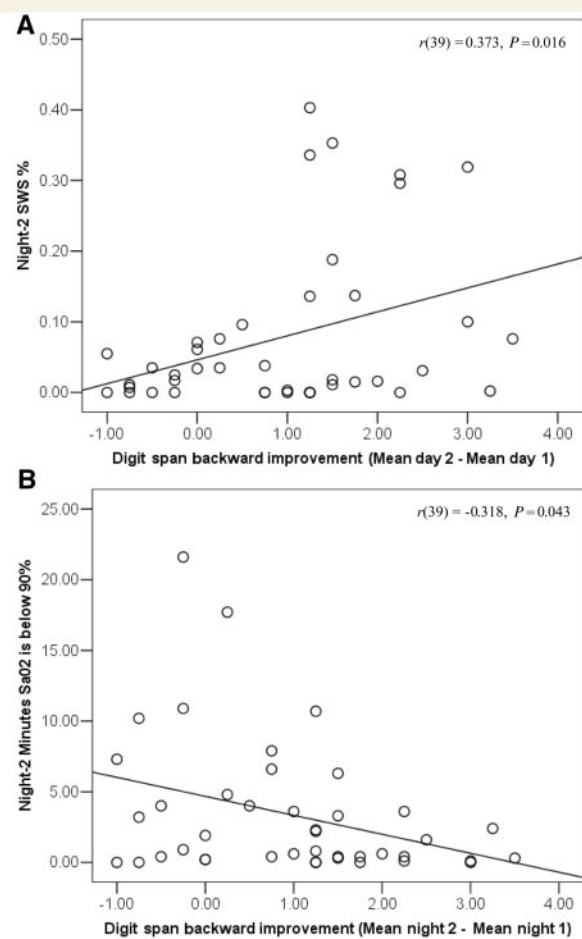 A
r(39) = 0.373, P = 0.016
0.50
0.40
0.30
0.20
0.10
0.00
Night-2 SWS %
-1.00 0.00 1.00 2.00 3.00 4.00
Digit span backward improvement (Mean day 2 - Mean day 1)
B
r(39) = -0.318, P = 0.043
25.00
20.00
15.00
10.00
5.00
0.00
Night-2 Minutes Sa02 is below 90%
-1.00 0.00 1.00 2.00 3.00 4.00
Digit span backward improvement (Mean night 2 - Mean night 1)